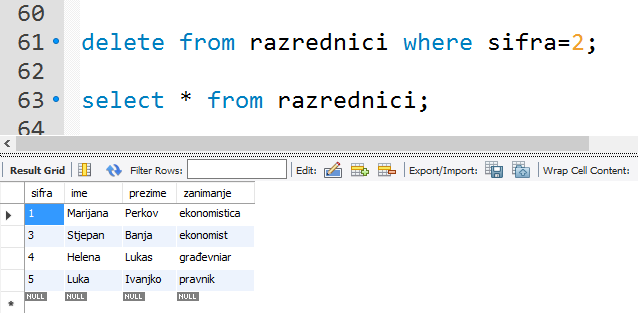 60
61 delete from razrednici where sifra=2;
62
63 select * from razrednici;
64
Result Grid Filter Rows: Edit: Export/Import: Wrap Cell Content:
sifra ime prezime zanimanje
1 Marijana Perkov ekonomistica
3 Stjepan Banja ekonomist
4 Helena Lukas građevniar
5 Luka Ivanjko pravnik
* NULL NULL NULL NULL